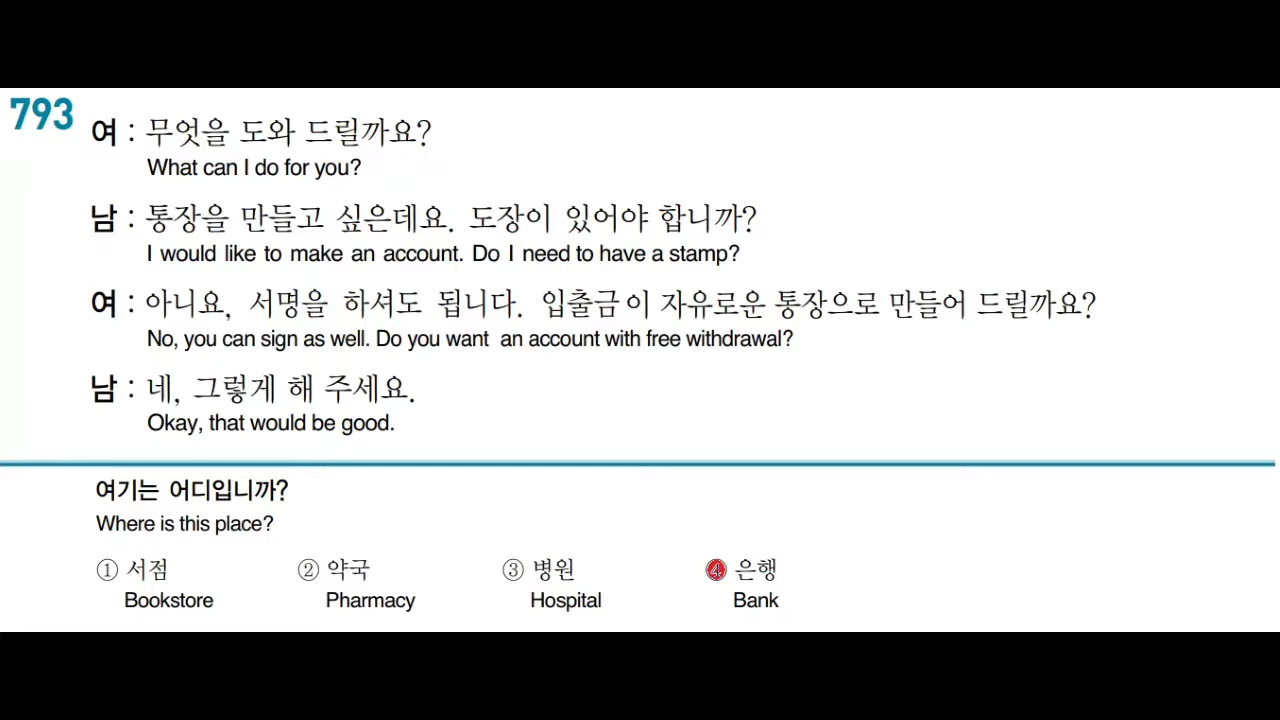 793
여 : 무엇을 도와 드릴까요?
What can I do for you?
남 : 통장을 만들고 싶은데요. 도장이 있어야 합니까?
I would like to make an account. Do I need to have a stamp?
여 : 아니요, 서명을 하셔도 됩니다. 입출금이 자유로운 통장으로 만들어 드릴까요?
No, you can sign as well. Do you want an account with free withdrawal?
남 : 네, 그렇게 해 주세요.
Okay, that would be good.
여기는 어디입니까?
Where is this place?
① 서점 ② 약국 ③ 병원 ④ 은행
Bookstore Pharmacy Hospital Bank